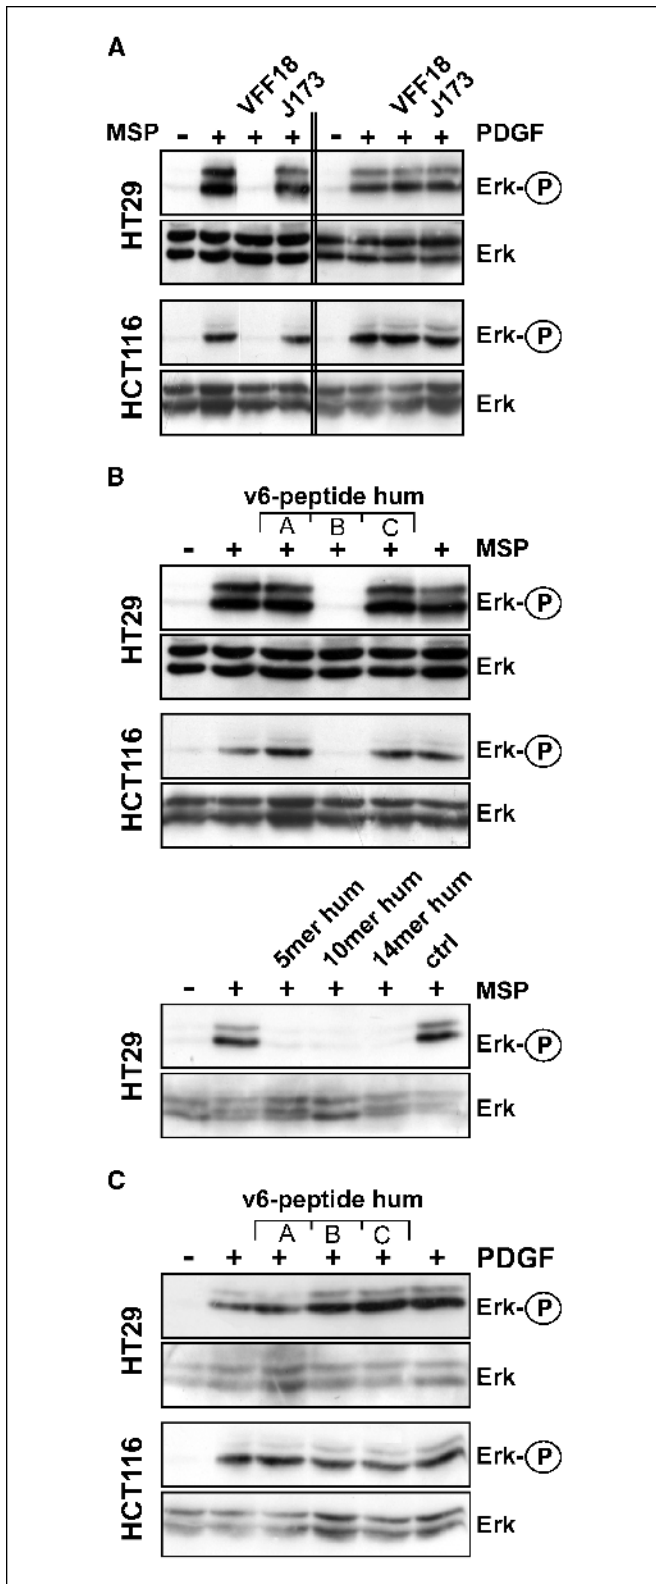 A
VFF18 J173 VFF18 J173
MSP - + + + - + + + PDGF
HT29
Erk-P
Erk
HCT116
Erk-P
Erk
B
v6-peptide hum
A B C
- + + + + + MSP
HT29
Erk-P
Erk
HCT116
Erk-P
Erk
5mer hum 10mer hum 14mer hum ctrl
- + + + + + MSP
HT29
Erk-P
Erk
C
v6-peptide hum
A B C
- + + + + + PDGF
HT29
Erk-P
Erk
HCT116
Erk-P
Erk